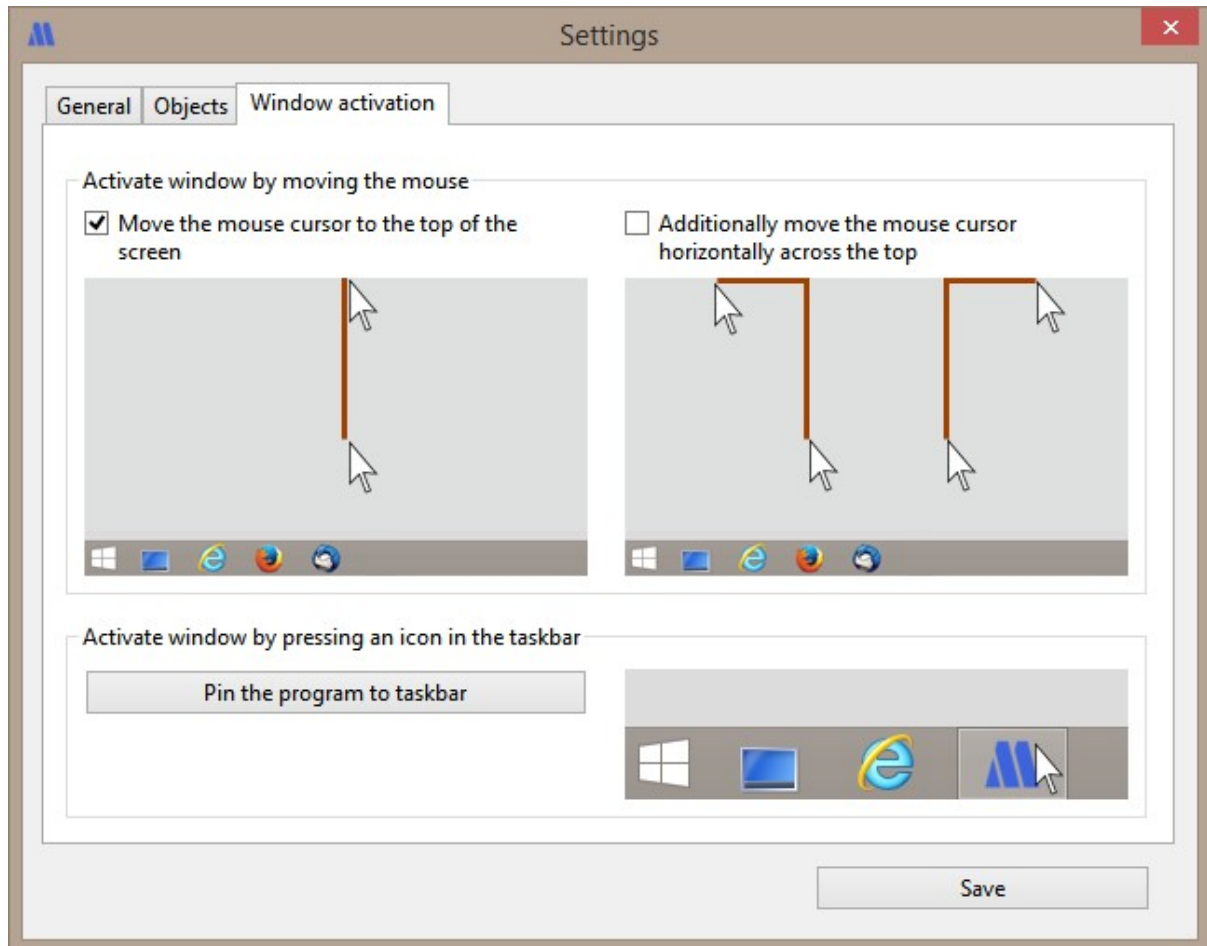 Settings
General Objects Window activation
Activate window by moving the mouse
Move the mouse cursor to the top of the
screen
Additionally move the mouse cursor
horizontally across the top
Activate window by pressing an icon in the taskbar
Pin the program to taskbar
Save